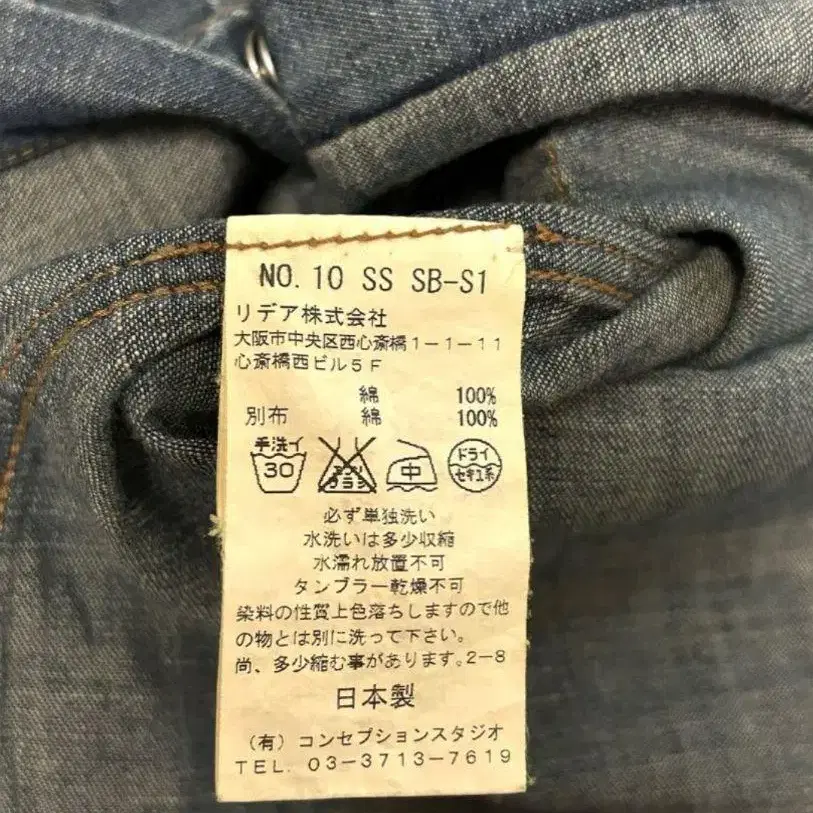 NO. 10 SS SB-S1
リデア株式会社
大阪市中央区西心斎橋1-1-11
心斎橋西ビル5F
綿 100%
別布 綿 100%
手洗イ
30
エンソ
サラシ
中
ドライ
セキユ系
必ず単独洗い
水洗いは多少収縮
水濡れ放置不可
タンブラー乾燥不可
染料の性質上色落ちしますので他
の物とは別に洗って下さい。
尚、多少縮む事があります。2-8
日本製
(有) コンセプションスタジオ
TEL. 03-3713-7619